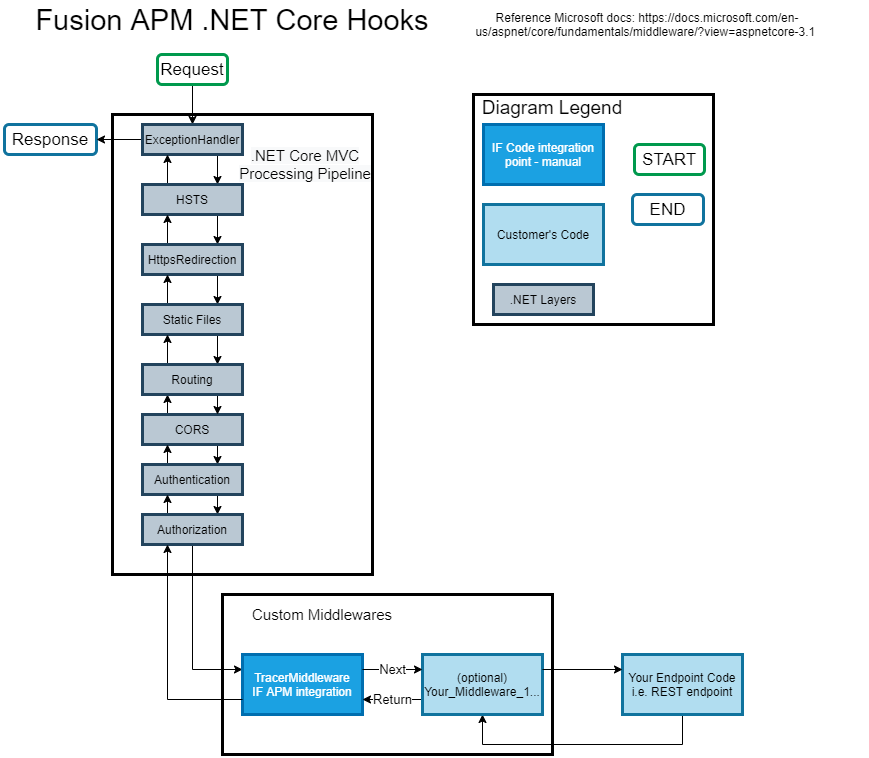 Fusion APM .NET Core Hooks
Reference Microsoft docs: https://docs.microsoft.com/en-
us/aspnet/core/fundamentals/middleware/?view=aspnetcore-3.1
Request
Response
ExceptionHandler
.NET Core MVC
Processing Pipeline
HSTS
HttpsRedirection
Static Files
Routing
CORS
Authentication
Authorization
Diagram Legend
IF Code integration
point - manual
START
END
Customer's Code
.NET Layers
Custom Middlewares
TracerMiddleware
IF APM integration
Next
Return
(optional)
Your_Middleware_1...
Your Endpoint Code
i.e. REST endpoint